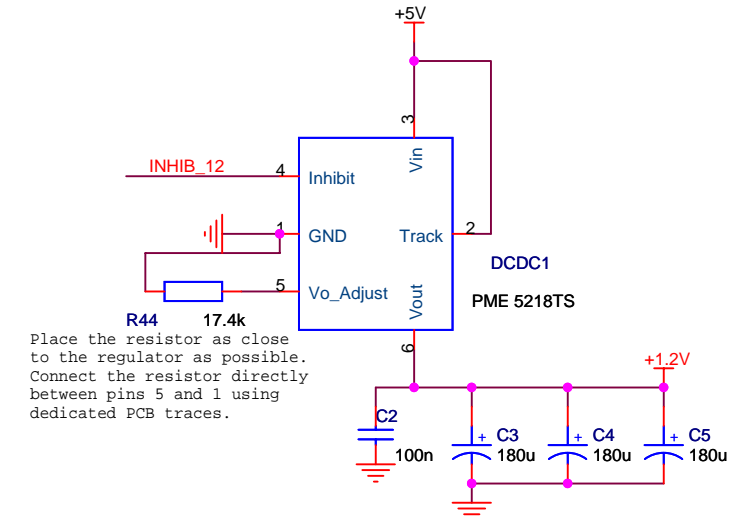 +5V
3
Vin
INHIB_12
4
Inhibit
1
GND
Track
2
DCDC1
5
Vo_Adjust
Vout
PME 5218TS
R44
17.4k
6
Place the resistor as close
to the regulator as possible.
Connect the resistor directly
between pins 5 and 1 using
dedicated PCB traces.
+1.2V
C2
100n
+
C3
180u
+
C4
180u
+
C5
180u